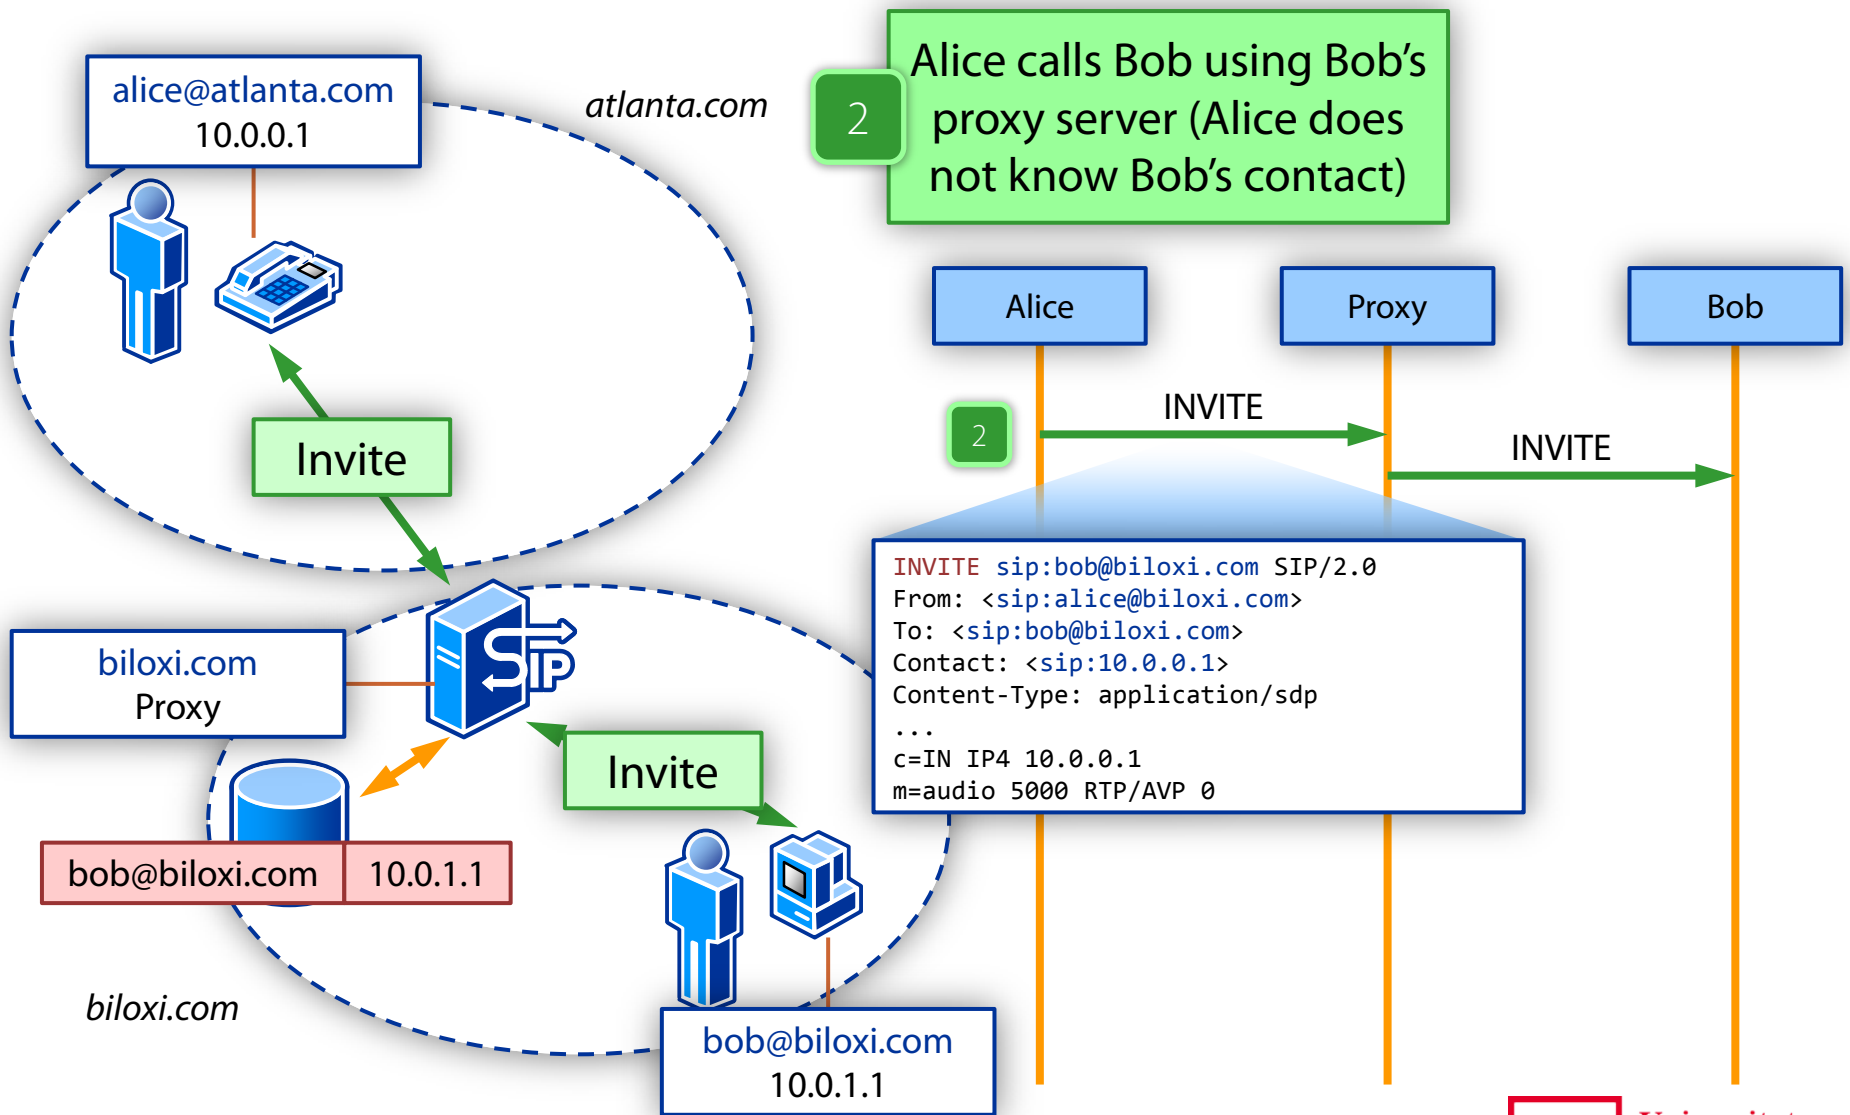 alice@atlanta.com
10.0.0.1
atlanta.com
2
Alice calls Bob using Bob's
proxy server (Alice does
not know Bob's contact)
Alice
Proxy
Bob
2
INVITE
INVITE
Invite
INVITE sip:bob@biloxi.com SIP/2.0
From: <sip:alice@biloxi.com>
To: <sip:bob@biloxi.com>
Contact: <sip:10.0.0.1>
Content-Type: application/sdp
...
c=IN IP4 10.0.0.1
m=audio 5000 RTP/AVP 0
SIP
biloxi.com
Proxy
Invite
bob@biloxi.com 10.0.1.1
biloxi.com
bob@biloxi.com
10.0.1.1